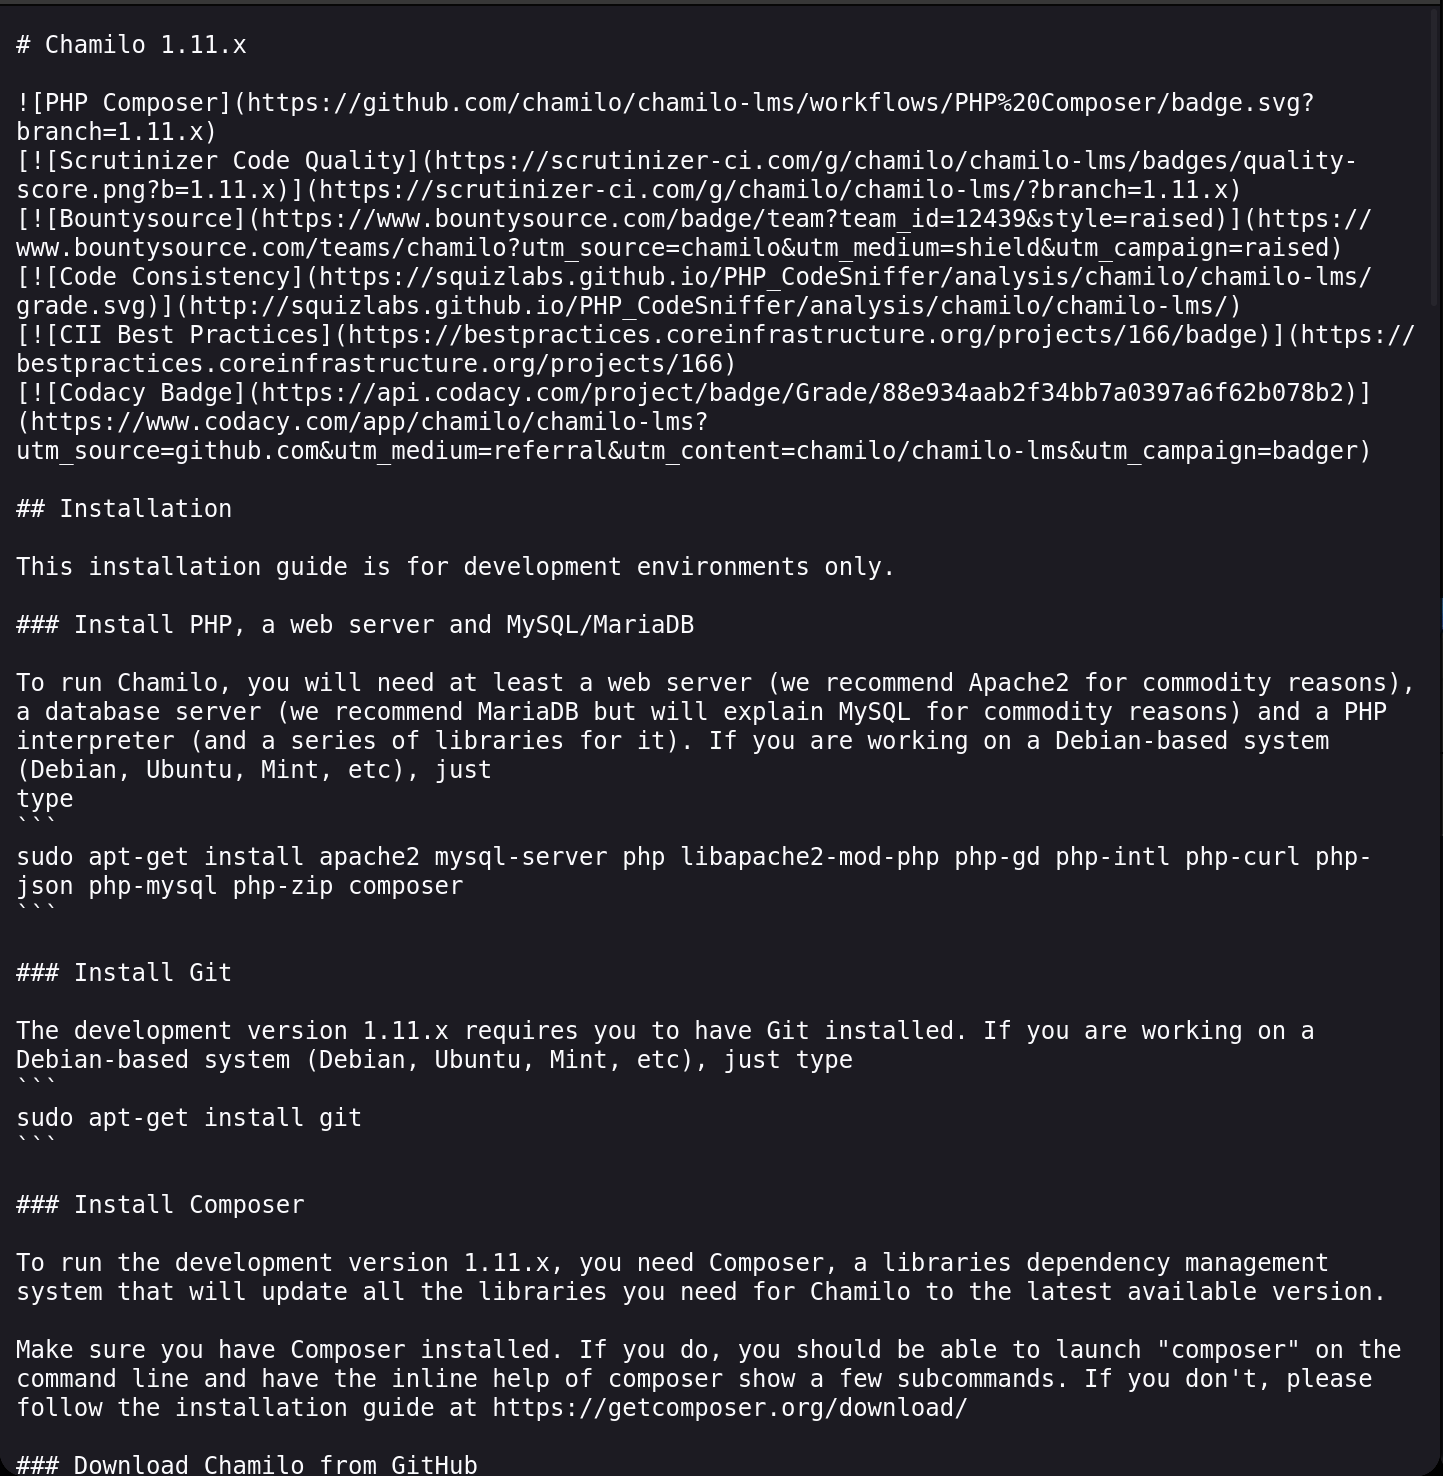 # Chamilo 1.11.x
![PHP Composer](https://github.com/chamilo/chamilo-lms/workflows/PHP%20Composer/badge.svg?
branch=1.11.x)
[![Scrutinizer Code Quality](https://scrutinizer-ci.com/g/chamilo/chamilo-lms/badges/quality-
score.png?b=1.11.x)](https://scrutinizer-ci.com/g/chamilo/chamilo-lms/?branch=1.11.x)
[![Bountysource](https://www.bountysource.com/badge/team?team_id=12439&style=raised)](https://
www.bountysource.com/teams/chamilo?utm_source=chamilo&utm_medium=shield&utm_campaign=raised)
[![Code Consistency](https://squizlabs.github.io/PHP_CodeSniffer/analysis/chamilo/chamilo-lms/
grade.svg)](http://squizlabs.github.io/PHP_CodeSniffer/analysis/chamilo/chamilo-lms/)
[![CII Best Practices](https://bestpractices.coreinfrastructure.org/projects/166/badge)](https://
bestpractices.coreinfrastructure.org/projects/166)
[![Codacy Badge](https://api.codacy.com/project/badge/Grade/88e934aab2f34bb7a0397a6f62b078b2)]
(https://www.codacy.com/app/chamilo/chamilo-lms?
utm_source=github.com&utm_medium=referral&utm_content=chamilo/chamilo-lms&utm_campaign=badger)
## Installation
This installation guide is for development environments only.
### Install PHP, a web server and MySQL/MariaDB
To run Chamilo, you will need at least a web server (we recommend Apache2 for commodity reasons),
a database server (we recommend MariaDB but will explain MySQL for commodity reasons) and a PHP
interpreter (and a series of libraries for it). If you are working on a Debian-based system
(Debian, Ubuntu, Mint, etc), just
type
```
sudo apt-get install apache2 mysql-server php libapache2-mod-php php-gd php-intl php-curl php-
json php-mysql php-zip composer
```
### Install Git
The development version 1.11.x requires you to have Git installed. If you are working on a
Debian-based system (Debian, Ubuntu, Mint, etc), just type
```
sudo apt-get install git
```
### Install Composer
To run the development version 1.11.x, you need Composer, a libraries dependency management
system that will update all the libraries you need for Chamilo to the latest available version.
Make sure you have Composer installed. If you do, you should be able to launch "composer" on the
command line and have the inline help of composer show a few subcommands. If you don't, please
follow the installation guide at https://getcomposer.org/download/
### Download Chamilo from GitHub